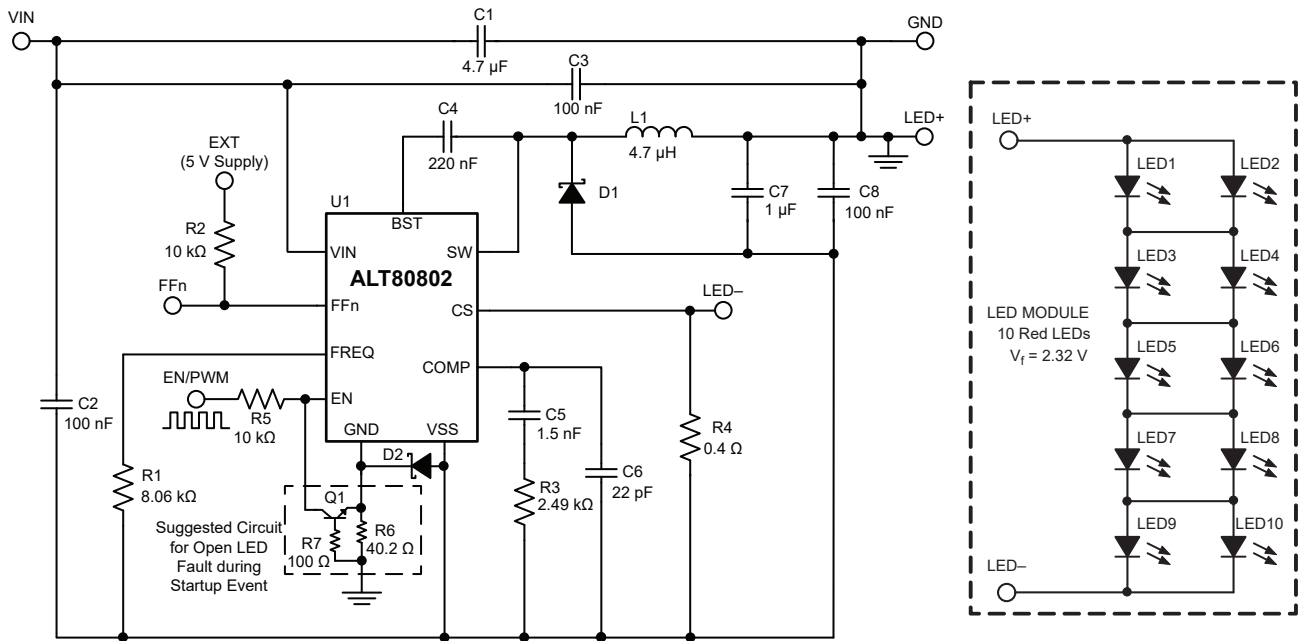 VIN
C1
4.7 µF
GND
C3
100 nF
C4
220 nF
L1
4.7 µH
LED+
EXT
(5 V Supply)
R2
10 kΩ
D1
C7
1 µF
C8
100 nF
U1
BST
VIN
SW
ALT80802
FFn
FFn
CS
LED–
FREQ
COMP
EN/PWM
EN
R5
10 kΩ
C2
100 nF
GND
VSS
C5
1.5 nF
R4
0.4 Ω
D2
C6
22 pF
R1
8.06 kΩ
R3
2.49 kΩ
Q1
R6
40.2 Ω
R7
100 Ω
Suggested Circuit
for Open LED
Fault during
Startup Event
LED+
LED1
LED2
LED3
LED4
LED MODULE
10 Red LEDs
Vf = 2.32 V
LED5
LED6
LED7
LED8
LED9
LED10
LED–